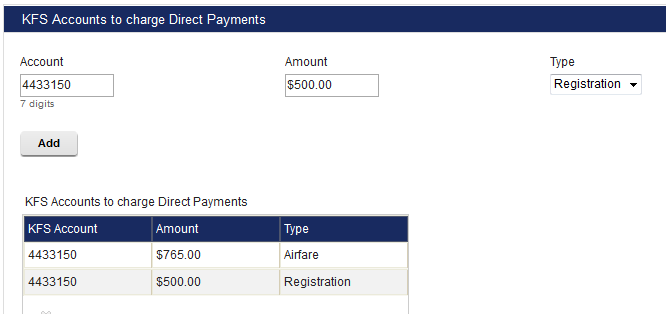 KFS Accounts to charge Direct Payments
Account Amount Type
4433150 $500.00 Registration
7 digits
Add
KFS Accounts to charge Direct Payments
KFS Account Amount Type
4433150 $765.00 Airfare
4433150 $500.00 Registration